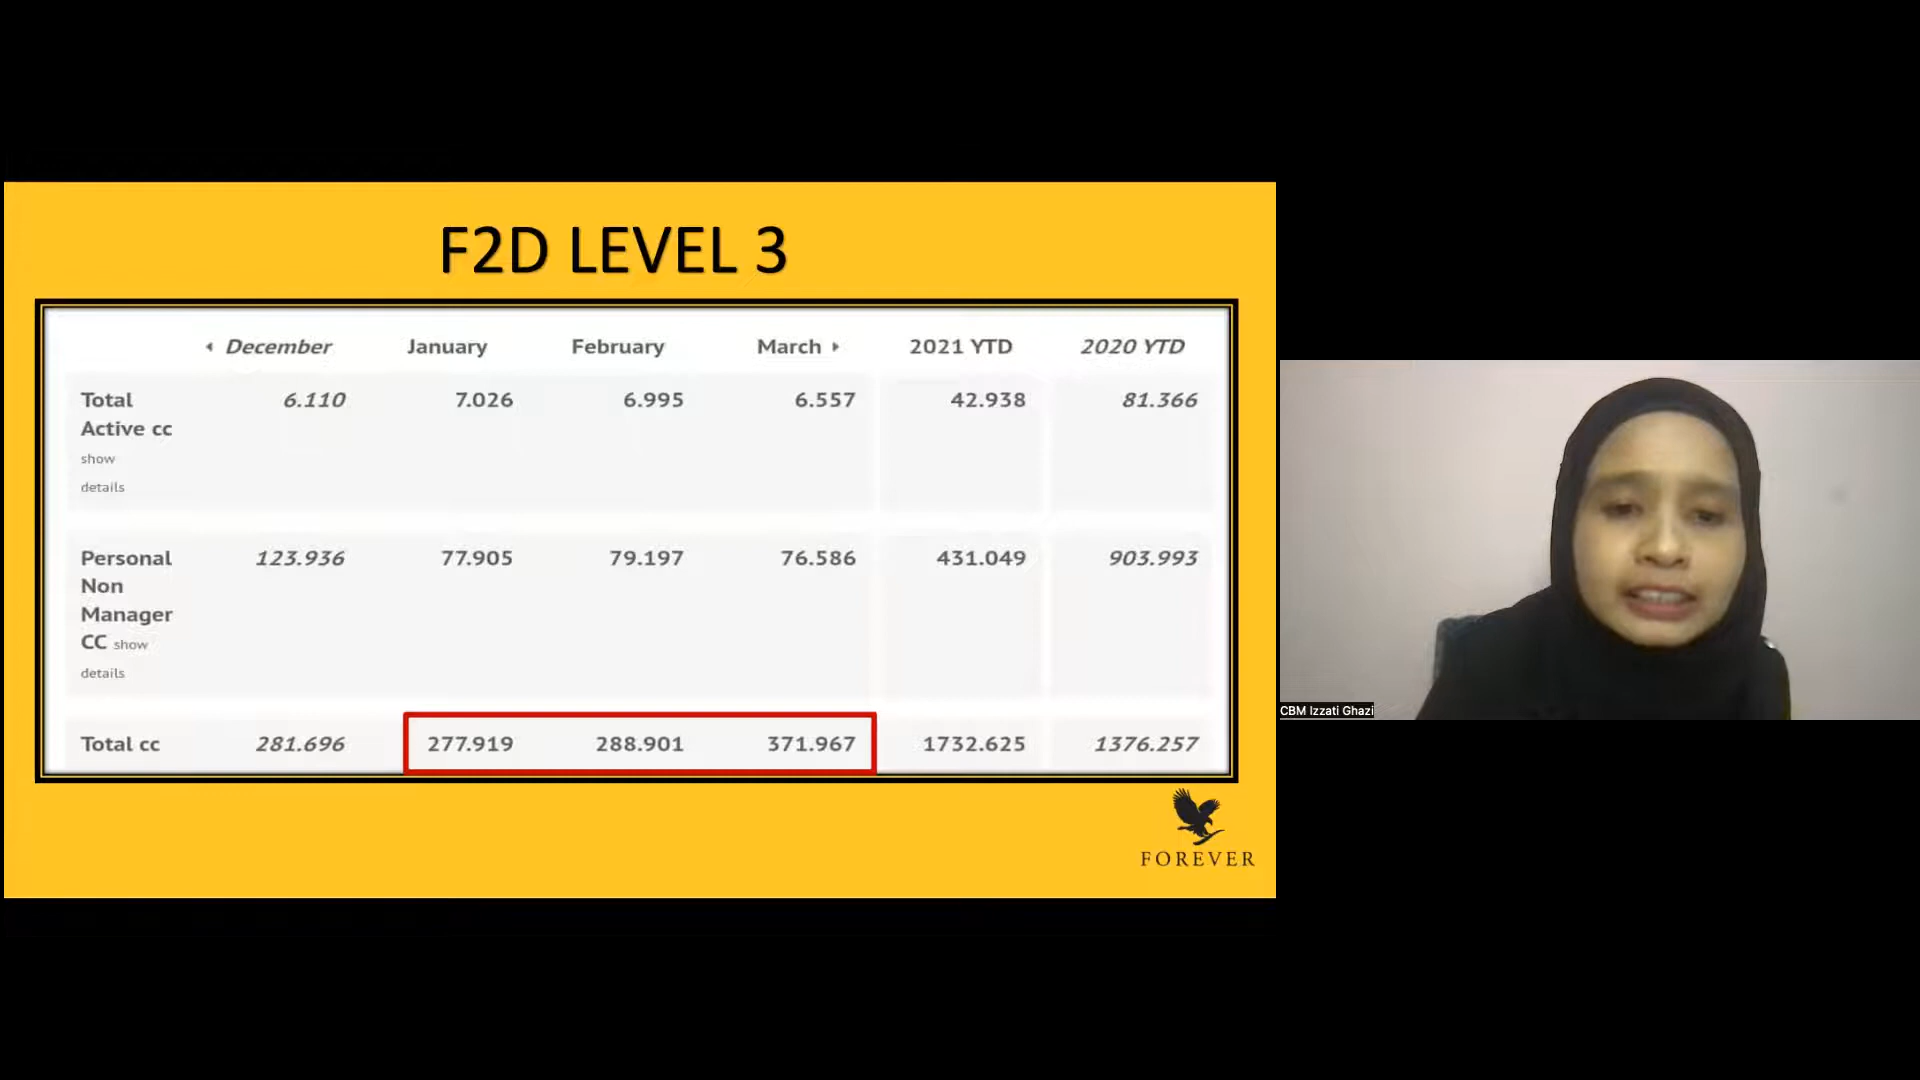 F2D LEVEL 3
December January February March 2021 YTD 2020 YTD
Total 6.110 7.026 6.995 6.557 42.938 81.366
Active cc
show
details
Personal 123.936 77.905 79.197 76.586 431.049 903.993
Non
Manager
CC show
details
Total cc 281.696 277.919 288.901 371.967 1732.625 1376.257
FOREVER
CBM Izzati Ghazi